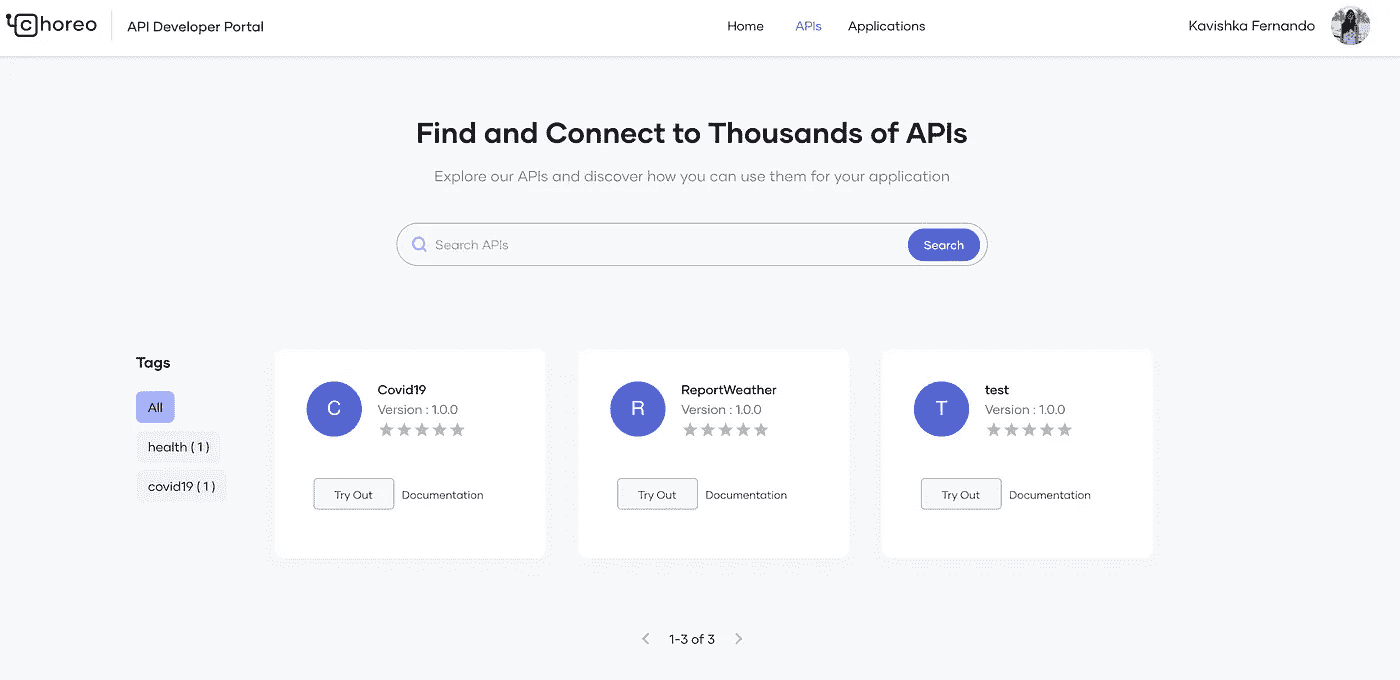 choreo
API Developer Portal
Home
APIs
Applications
Kavishka Fernando
Find and Connect to Thousands of APIs
Explore our APIs and discover how you can use them for your application
Search APIs
Search
Tags
All
health ( 1 )
covid19 ( 1 )
C
Covid19
Version : 1.0.0
Try Out
Documentation
R
ReportWeather
Version : 1.0.0
Try Out
Documentation
T
test
Version : 1.0.0
Try Out
Documentation
1-3 of 3